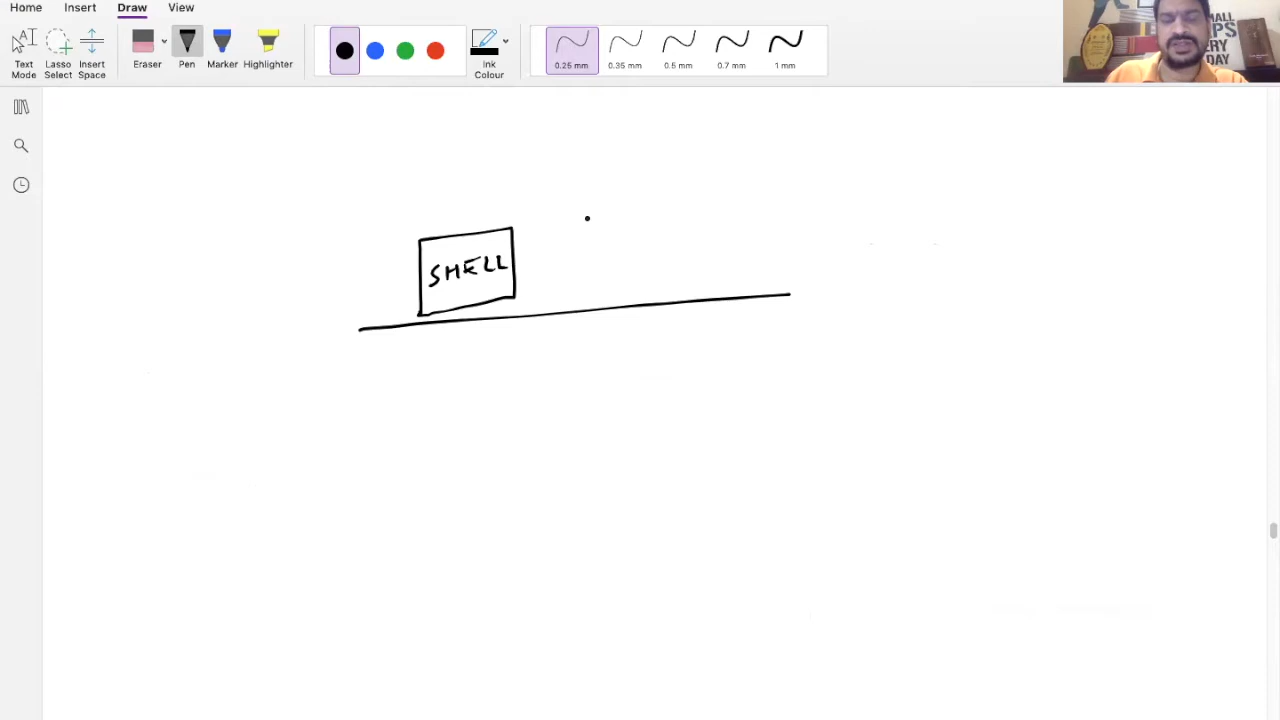 Home Insert Draw View
Text Mode
Lasso Select
Insert Space
Eraser
Pen
Marker
Highlighter
Ink Colour
0.25 mm 0.35 mm 0.5 mm 0.7 mm 1 mm
SHELL
DAY